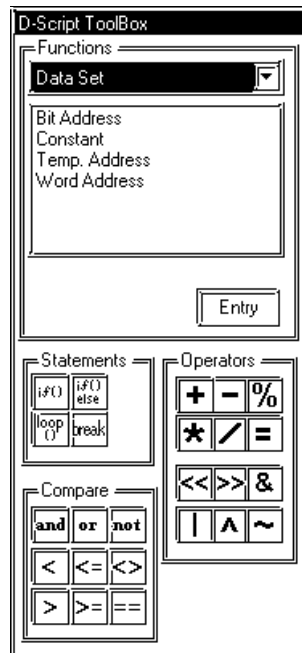 D-Script ToolBox
Functions
Data Set
Bit Address
Constant
Temp. Address
Word Address
Entry
Statements
if() if() else
loop () break
Operators
+ - %
* / =
<< >> &
| ^ ~
Compare
and or not
< <= <>
> >= ==